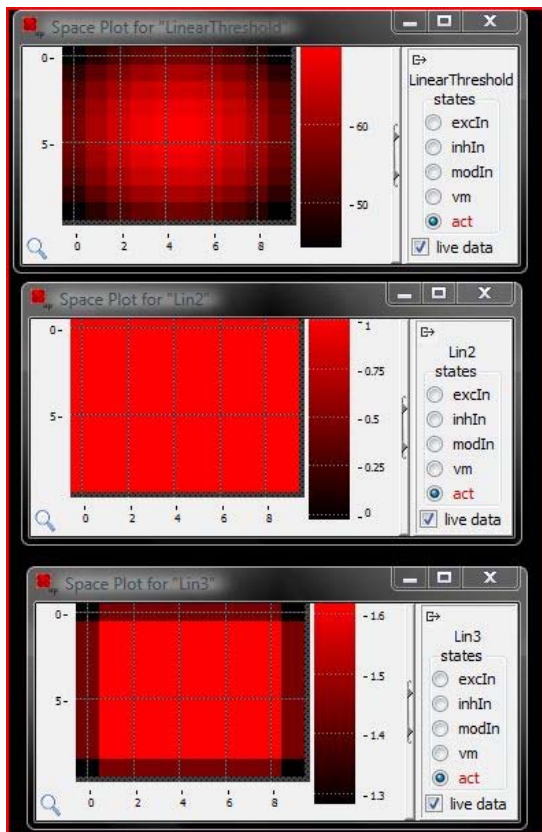 Space Plot for "LinearThreshold"
0-
5-
0 2 4 6 8
- 60
- 50
LinearThreshold
states
excIn
inhIn
modIn
vm
act
live data
Space Plot for "Lin2"
0-
5-
0 2 4 6 8
- 1
- 0.75
- 0.5
- 0.25
- 0
Lin2
states
excIn
inhIn
modIn
vm
act
live data
Space Plot for "Lin3"
0-
5-
0 2 4 6 8
- 1.6
- 1.5
- 1.4
- 1.3
Lin3
states
excIn
inhIn
modIn
vm
act
live data